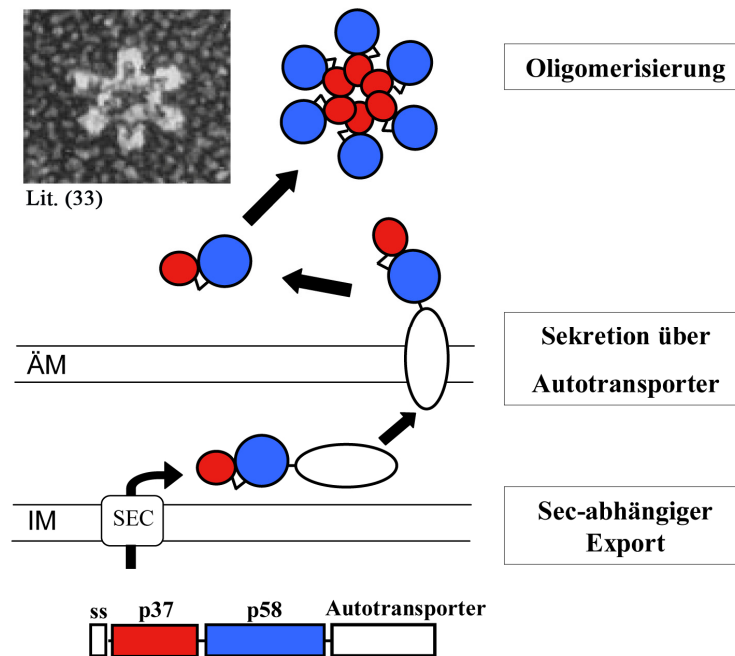 Oligomerisierung
Lit. (33)
Sekretion über
Autotransporter
ÄM
Sec-abhängiger
Export
IM
SEC
ss
p37
p58
Autotransporter